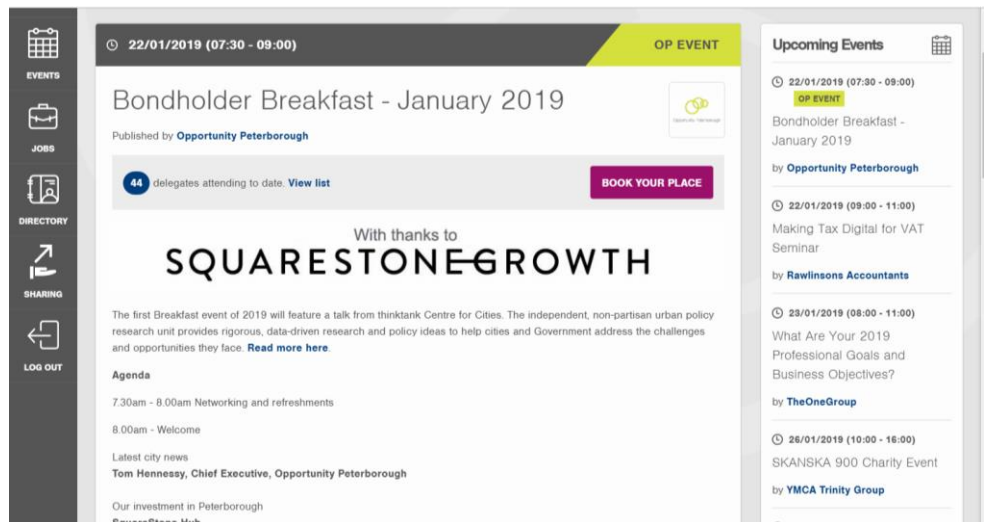 EVENTS
JOBS
DIRECTORY
SHARING
LOG OUT
22/01/2019 (07:30 - 09:00)
OP EVENT
Bondholder Breakfast - January 2019
Published by Opportunity Peterborough
44 delegates attending to date. View list
BOOK YOUR PLACE
With thanks to
SQUARESTONEGROWTH
The first Breakfast event of 2019 will feature a talk from thinktank Centre for Cities. The independent, non-partisan urban policy
research unit provides rigorous, data-driven research and policy ideas to help cities and Government address the challenges
and opportunities they face. Read more here.
Agenda
7.30am - 8.00am Networking and refreshments
8.00am - Welcome
Latest city news
Tom Hennessy, Chief Executive, Opportunity Peterborough
Our investment in Peterborough
SquareStone Hub
Upcoming Events
22/01/2019 (07:30 - 09:00)
OP EVENT
Bondholder Breakfast -
January 2019
by Opportunity Peterborough
22/01/2019 (09:00 - 11:00)
Making Tax Digital for VAT
Seminar
by Rawlinsons Accountants
23/01/2019 (08:00 - 11:00)
What Are Your 2019
Professional Goals and
Business Objectives?
by TheOneGroup
26/01/2019 (10:00 - 16:00)
SKANSKA 900 Charity Event
by YMCA Trinity Group